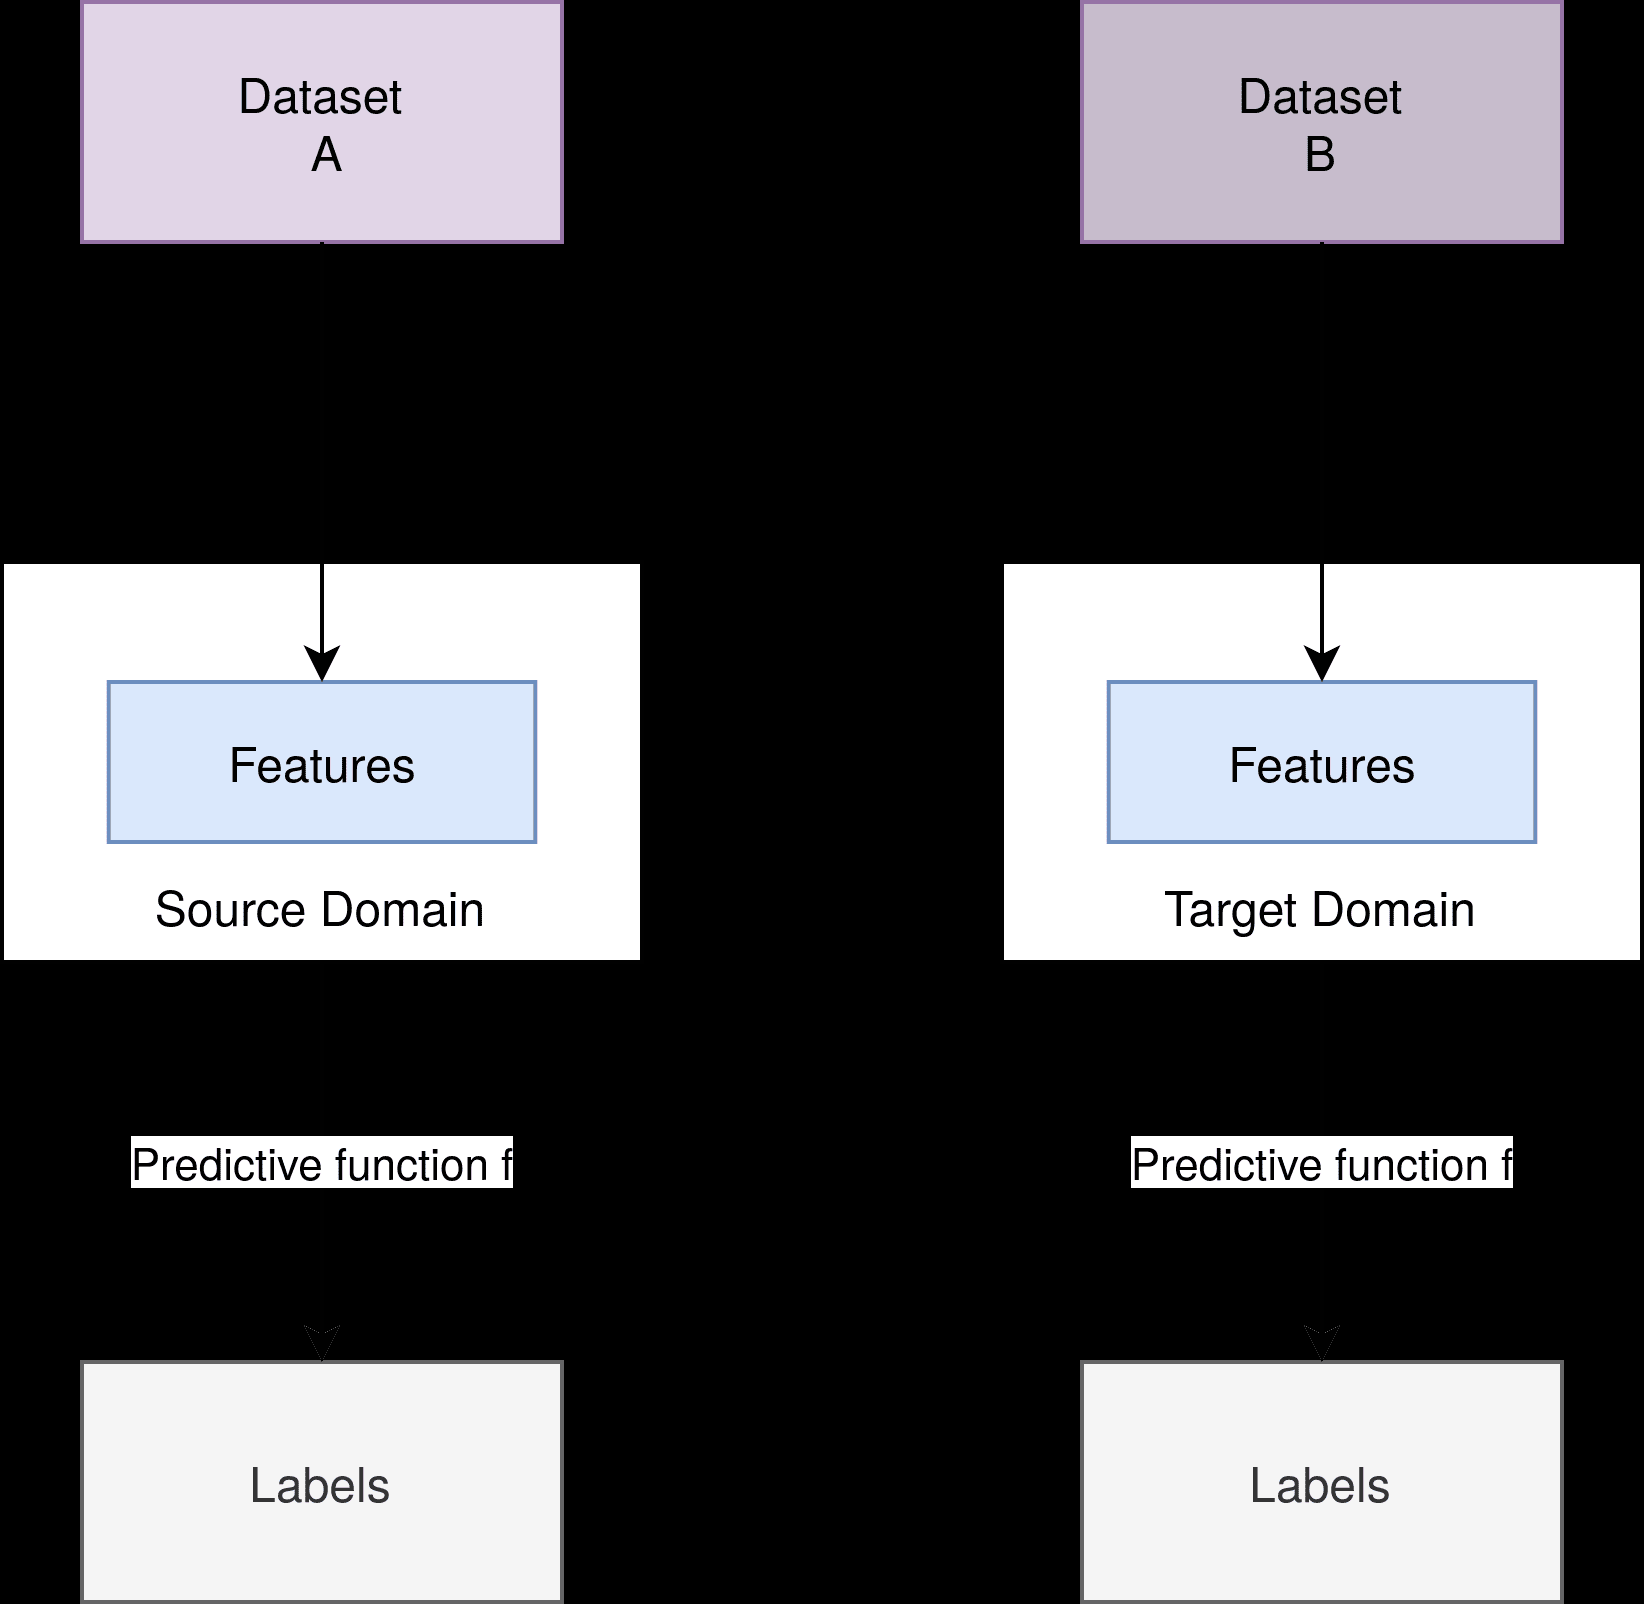 Dataset
A
Dataset
B
Features
Source Domain
Features
Target Domain
Predictive function f
Predictive function f
Labels
Labels